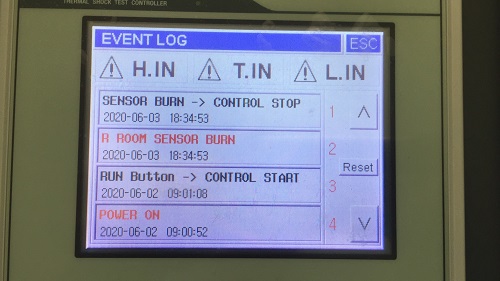 THERMAL SHOCK TEST CONTROLLER
EVENT LOG ESC
H.IN T.IN L.IN
SENSOR BURN -> CONTROL STOP
2020-06-03 18:34:53
1
R ROOM SENSOR BURN
2020-06-03 18:34:53
2
Reset
RUN Button -> CONTROL START
2020-06-02 09:01:08
3
POWER ON
2020-06-02 09:00:52
4